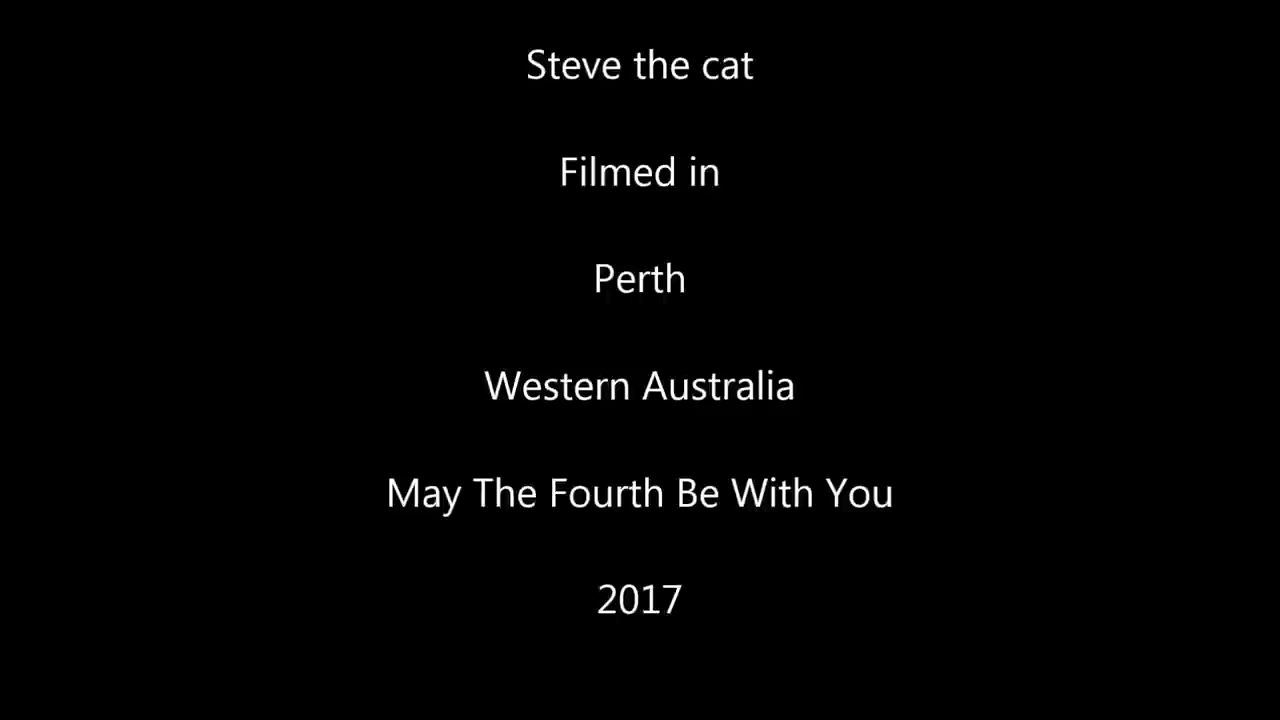 Steve the cat
Filmed in
Perth
Western Australia
May The Fourth Be With You
2017